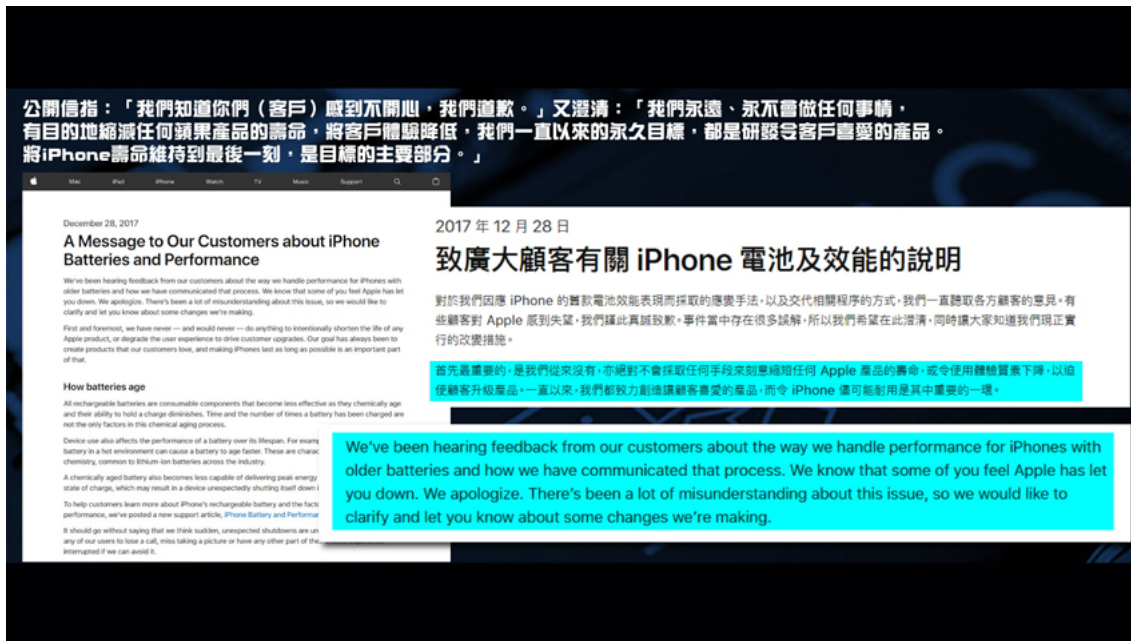 公開信指：「我們知道你們（客戶）感到不開心，我們道歉。」又澄清：「我們永遠、永不會做任何事情，
有目的地縮減任何蘋果產品的壽命，將客戶體驗降低，我們一直以來的永久目標，都是研發令客戶喜愛的產品。
將iPhone壽命維持到最後一刻，是目標的主要部分。」
Mac iPad iPhone Watch TV Music Support
December 28, 2017
A Message to Our Customers about iPhone
Batteries and Performance
We've been hearing feedback from our customers about the way we handle performance for iPhones with
older batteries and how we have communicated that process. We know that some of you feel Apple has let
you down. We apologize. There's been a lot of misunderstanding about this issue, so we would like to
clarify and let you know about some changes we're making.
First and foremost, we have never — and would never — do anything to intentionally shorten the life of any
Apple product, or degrade the user experience to drive customer upgrades. Our goal has always been to
create products that our customers love, and making iPhones last as long as possible is an important part
of that.
How batteries age
All rechargeable batteries are consumable components that become less effective as they chemically age
and their ability to hold a charge diminishes. Time and the number of times a battery has been charged are
not the only factors in this chemical aging process.
Device use also affects the performance of a battery over its lifespan. For examp
battery in a hot environment can cause a battery to age faster. These are charac
chemistry, common to lithium-ion batteries across the industry.
A chemically aged battery also becomes less capable of delivering peak energy
state of charge, which may result in a device unexpectedly shutting itself down i
To help customers learn more about iPhone's rechargeable battery and the facto
performance, we've posted a new support article, iPhone Battery and Performan
It should go without saying that we think sudden, unexpected shutdowns are un
any of our users to lose a call, miss taking a picture or have any other part of the
interrupted if we can avoid it.
2017 年 12 月 28 日
致廣大顧客有關 iPhone 電池及效能的說明
對於我們因應 iPhone 的舊款電池效能表現而採取的應變手法，以及交代相關程序的方式，我們一直聽取各方顧客的意見。有
些顧客對 Apple 感到失望，我們謹此真誠致歉。事件當中存在很多誤解，所以我們希望在此澄清，同時讓大家知道我們現正實
行的改變措施。
首先最重要的，是我們從來沒有，亦絕對不會採取任何手段來刻意縮短任何 Apple 產品的壽命，或令使用體驗質素下降，以迫
使顧客升級產品。一直以來，我們都致力創造讓顧客喜愛的產品，而令 iPhone 儘可能耐用是其中重要的一環。
We've been hearing feedback from our customers about the way we handle performance for iPhones with
older batteries and how we have communicated that process. We know that some of you feel Apple has let
you down. We apologize. There's been a lot of misunderstanding about this issue, so we would like to
clarify and let you know about some changes we're making.